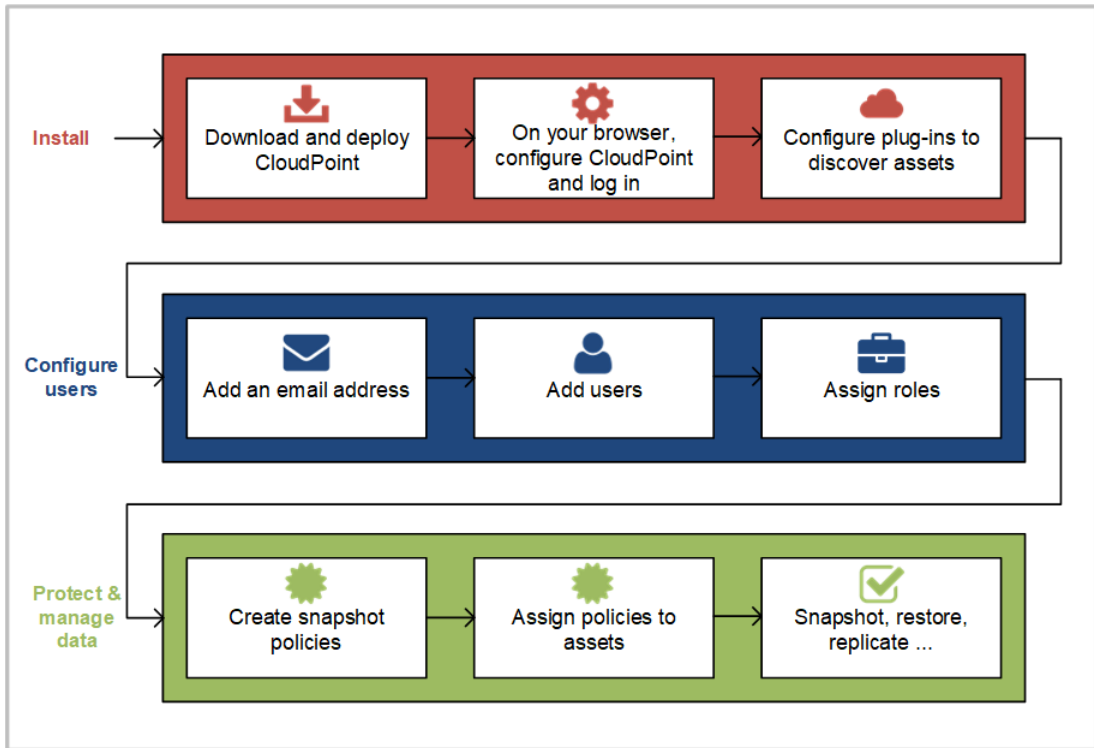 Install
Download and deploy
CloudPoint
On your browser,
configure CloudPoint
and log in
Configure plug-ins to
discover assets
Configure
users
Add an email address
Add users
Assign roles
Protect &
manage
data
Create snapshot
policies
Assign policies to
assets
Snapshot, restore,
replicate ...